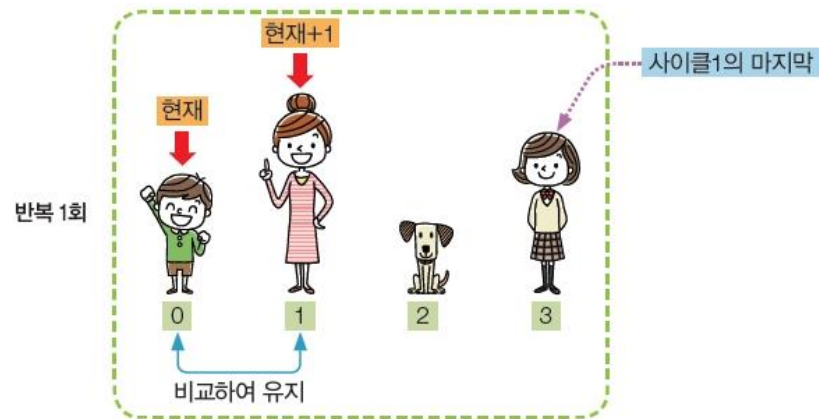 현재+1
사이클1의 마지막
현재
반복 1회
0 1 2 3
비교하여 유지